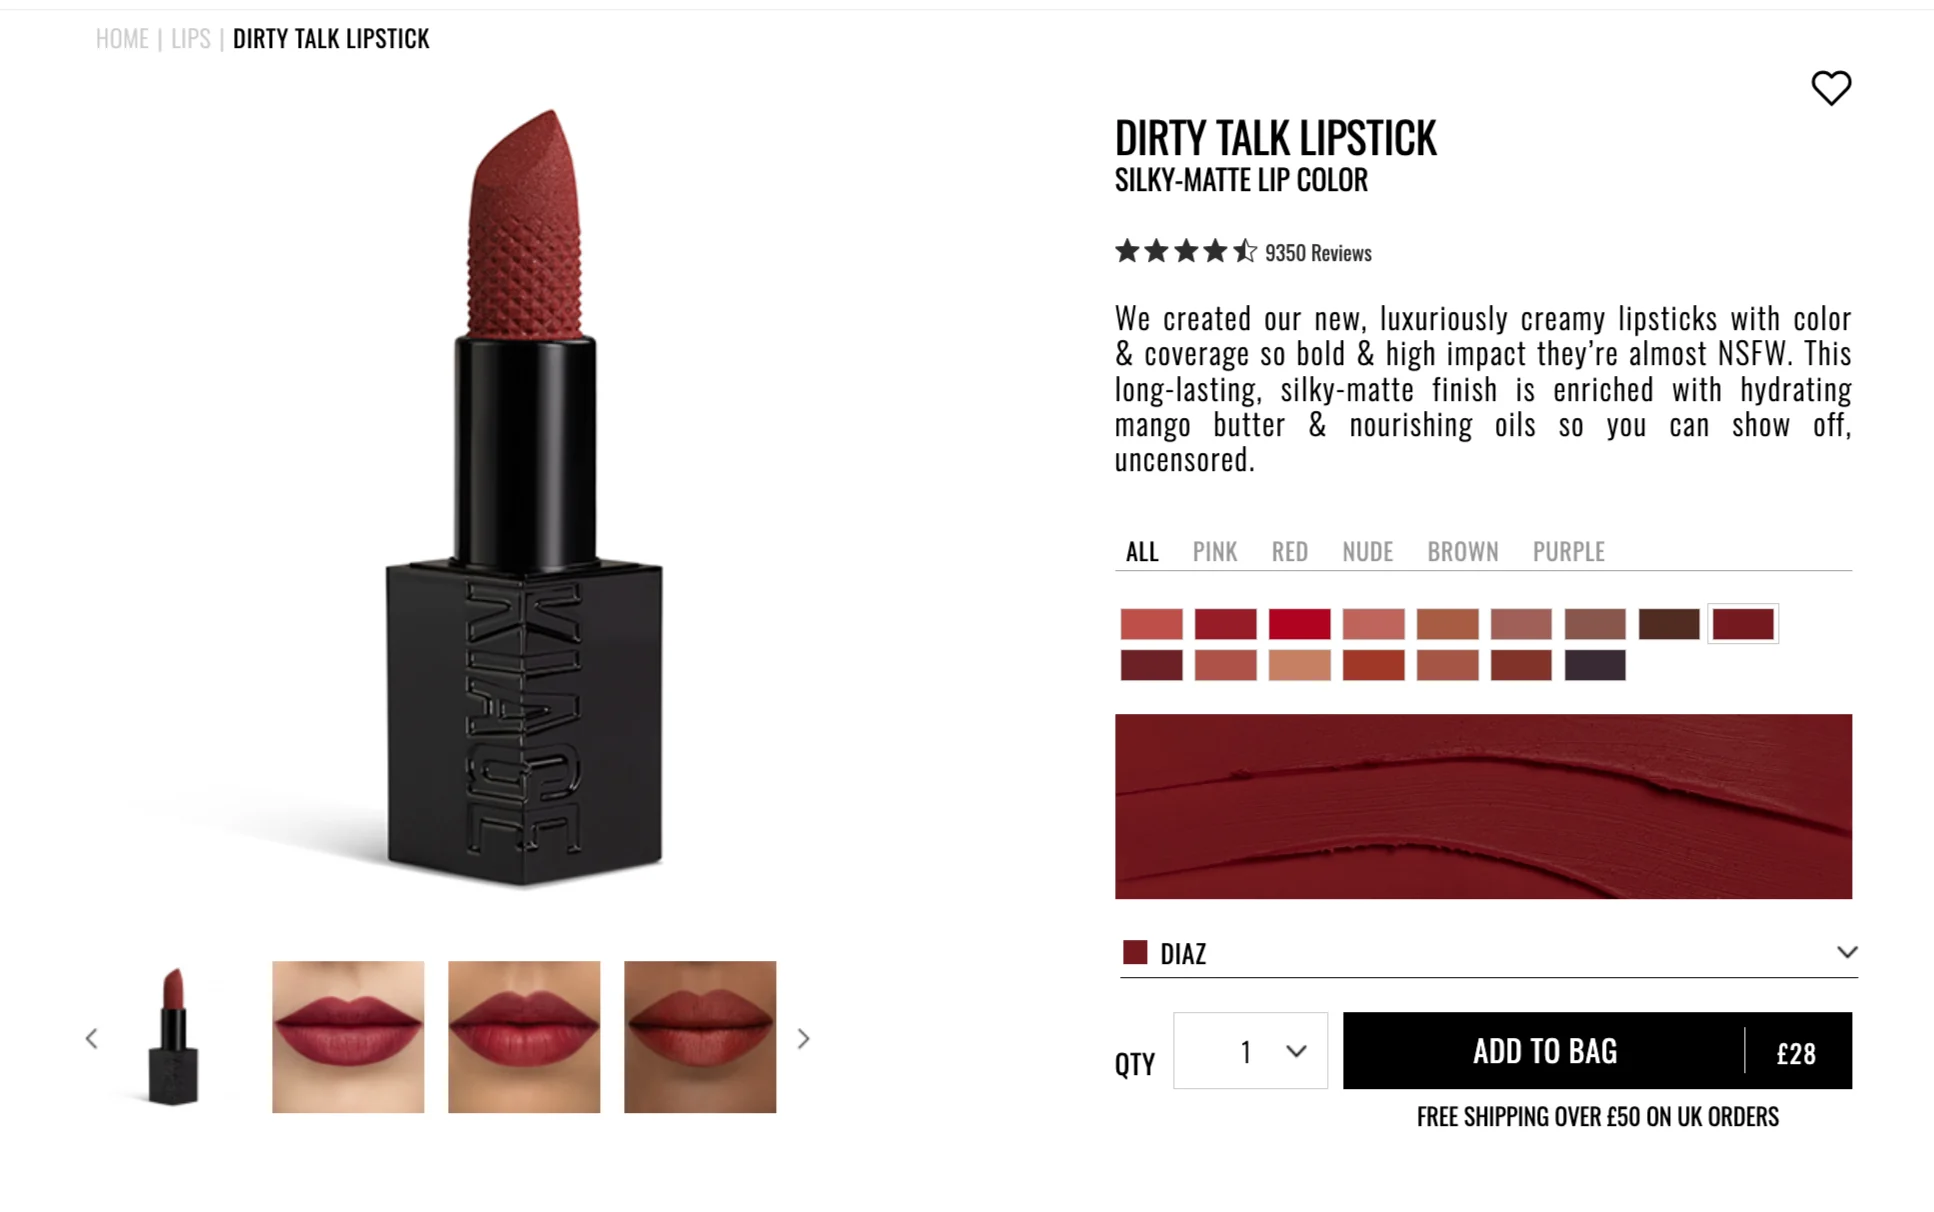 HOME | LIPS | DIRTY TALK LIPSTICK
DIRTY TALK LIPSTICK
SILKY-MATTE LIP COLOR
9350 Reviews
We created our new, luxuriously creamy lipsticks with color
& coverage so bold & high impact they’re almost NSFW. This
long-lasting, silky-matte finish is enriched with hydrating
mango butter & nourishing oils so you can show off,
uncensored.
ALL PINK RED NUDE BROWN PURPLE
DIAZ
QTY 1 ADD TO BAG £28
FREE SHIPPING OVER £50 ON UK ORDERS